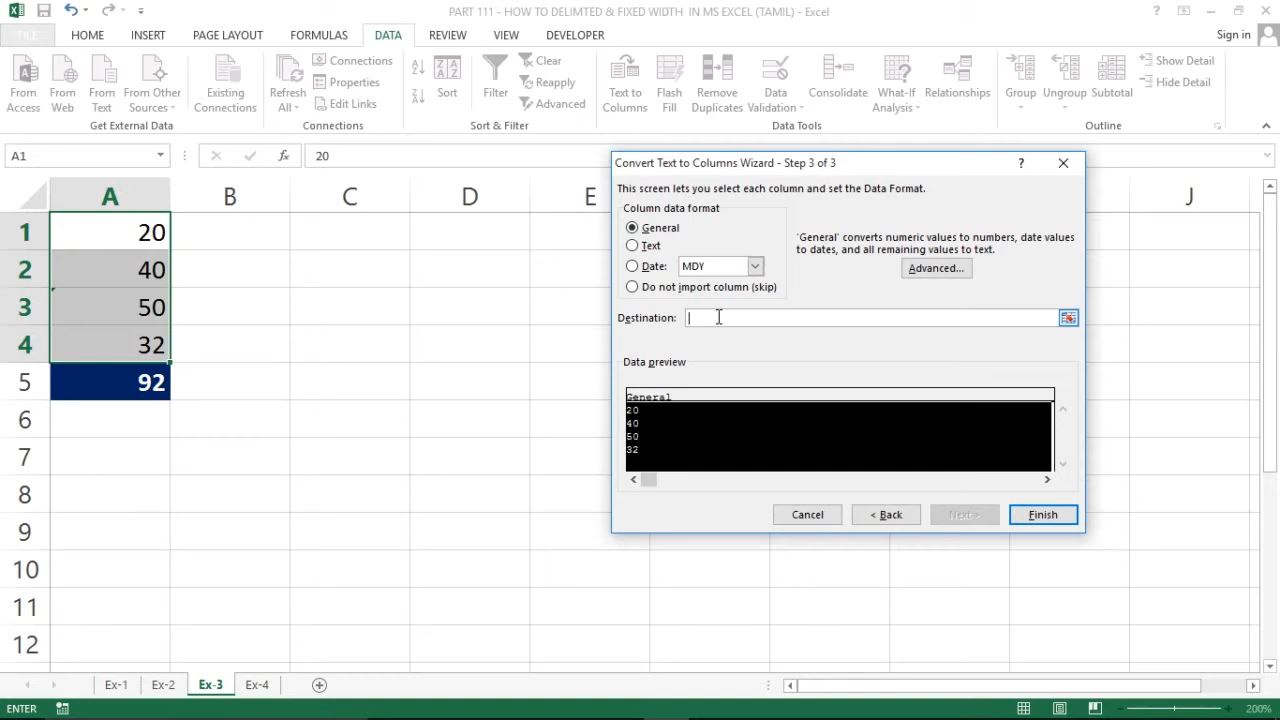 PART 111 - HOW TO DELIMTED & FIXED WIDTH IN MS EXCEL (TAMIL) - Excel
FILE HOME INSERT PAGE LAYOUT FORMULAS DATA REVIEW VIEW DEVELOPER Sign in
From Access
From Web
From Text
From Other Sources
Existing Connections
Get External Data
Refresh All
Connections
Properties
Edit Links
Connections
Sort
Filter
Clear
Reapply
Advanced
Sort & Filter
Text to Columns
Flash Fill
Remove Duplicates
Data Validation
Consolidate
What-If Analysis
Relationships
Data Tools
Group
Ungroup
Subtotal
Show Detail
Hide Detail
Outline
A1 fx 20
A B C D E J
1 20
2 40
3 50
4 32
5 92
6
7
8
9
10
11
12
Convert Text to Columns Wizard - Step 3 of 3 ?
This screen lets you select each column and set the Data Format.
Column data format
General
Text
Date: MDY
Do not import column (skip)
'General' converts numeric values to numbers, date values
to dates, and all remaining values to text.
Advanced...
Destination:
Data preview
General
20
40
50
32
Cancel < Back Next > Finish
Ex-1 Ex-2 Ex-3 Ex-4
ENTER 200%